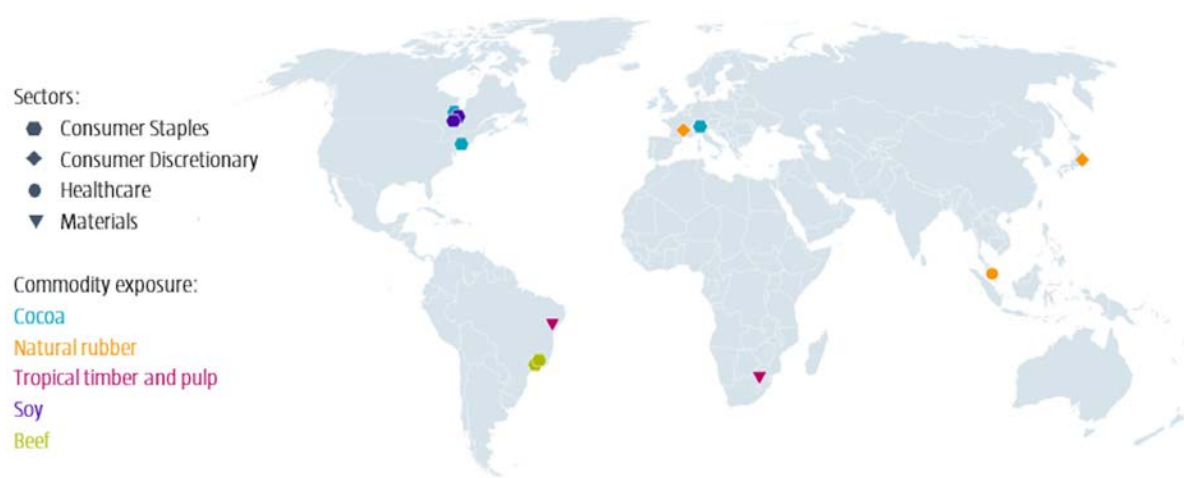 Sectors:
Consumer Staples
Consumer Discretionary
Healthcare
Materials
Commodity exposure:
Cocoa
Natural rubber
Tropical timber and pulp
Soy
Beef